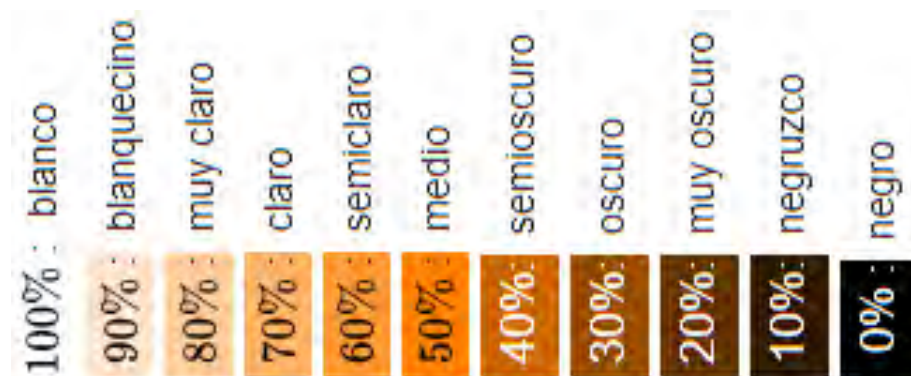 100% : blanco
90% : blanquecino
80% : muy claro
70% : claro
60% : semiclaro
50% : medio
40% : semioscuro
30% : oscuro
20% : muy oscuro
10% : negruzco
0% : negro